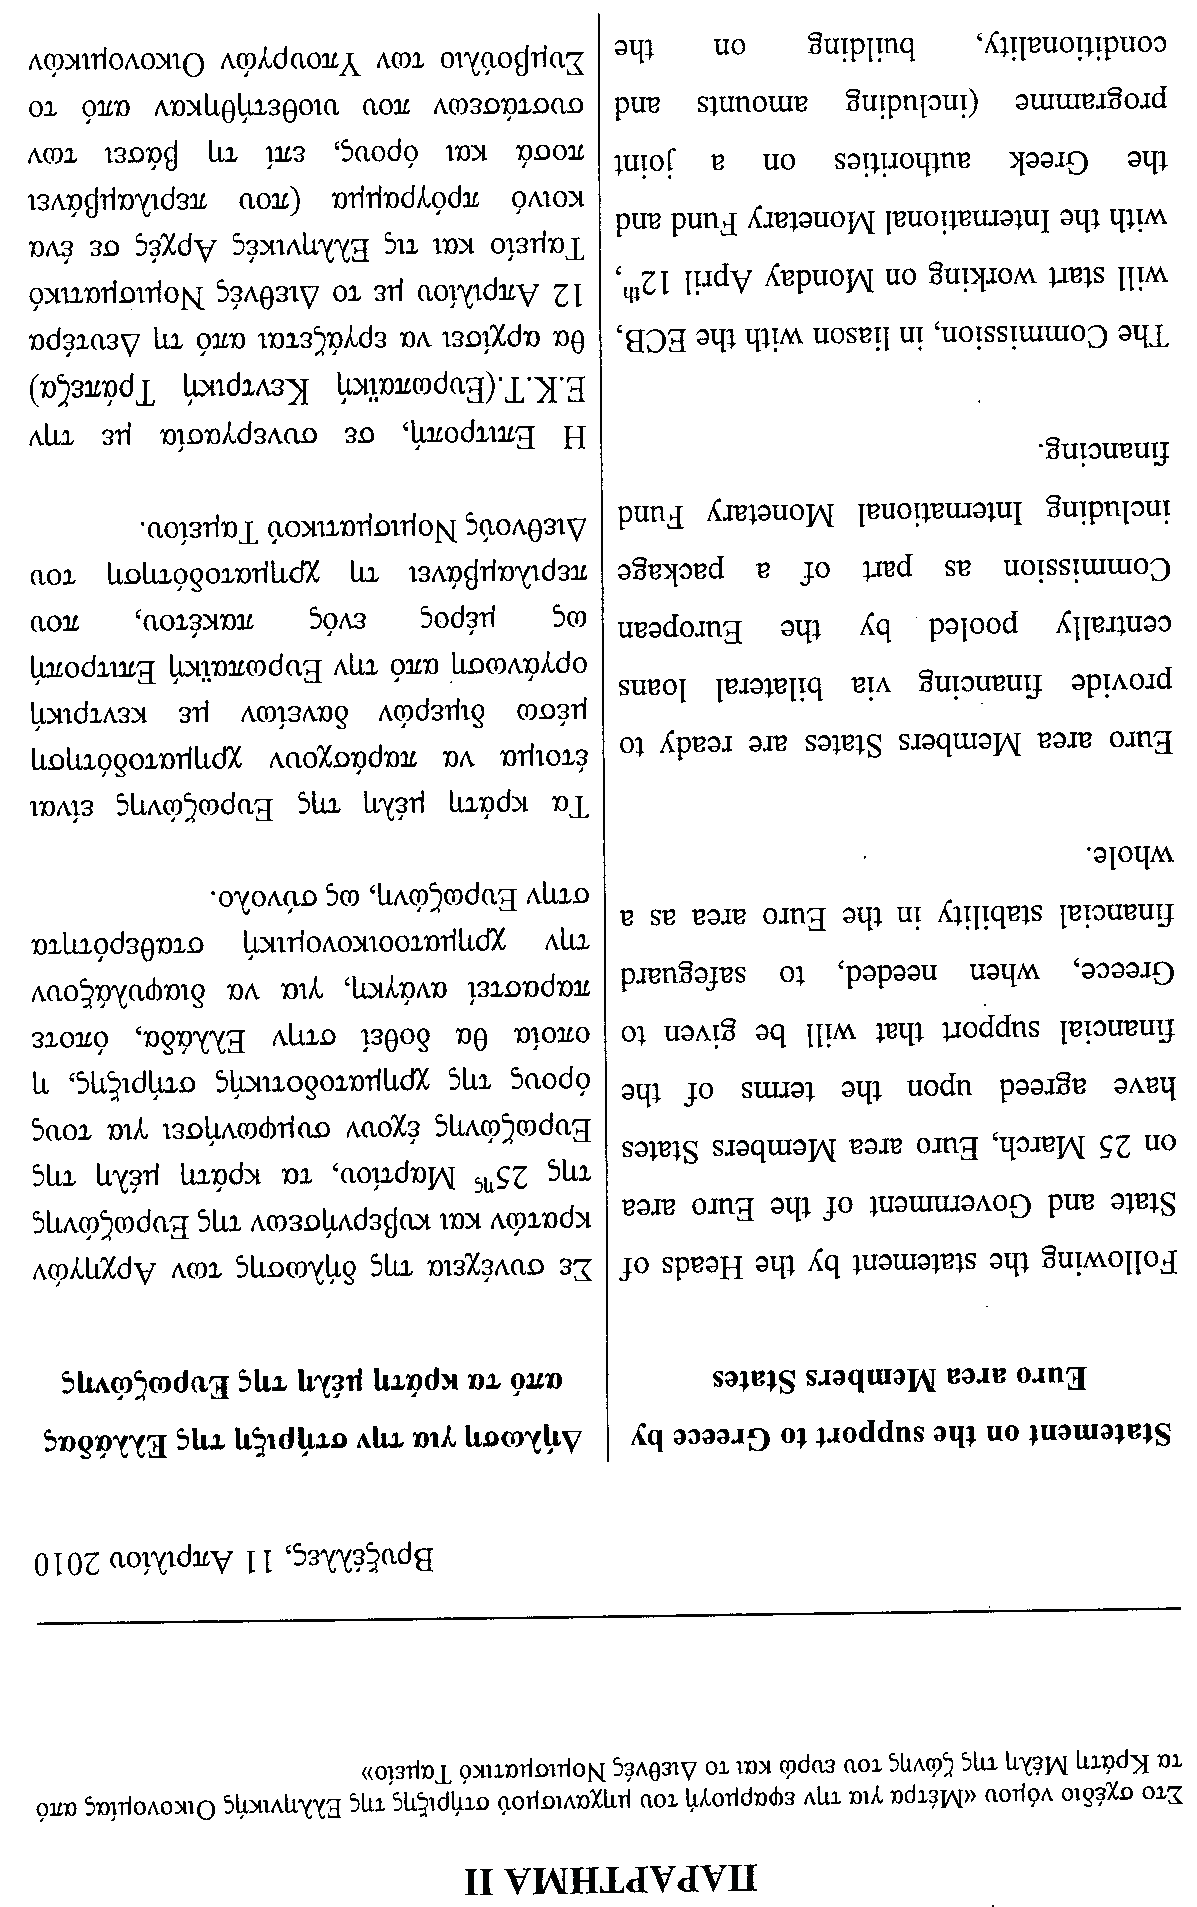 ΠΑΡΑΡΤΗΜΑ ΙΙ
Στο σχέδιο νόμου «Μέτρα για την εφαρμογή του μηχανισμού στήριξης της Ελληνικής Οικονομίας από
τα Κράτη Μέλη της ζώνης του ευρώ και το Διεθνές Νομισματικό Ταμείο»
Βρυξέλλες, 11 Απριλίου 2010
Statement on the support to Greece by
Euro area Members States
Following the statement by the Heads of
State and Government of the Euro area
on 25 March, Euro area Members States
have agreed upon the terms of the
financial support that will be given to
Greece, when needed, to safeguard
financial stability in the Euro area as a
whole.
Euro area Members States are ready to
provide financing via bilateral loans
centrally pooled by the European
Commission as part of a package
including International Monetary Fund
financing.
The Commission, in liason with the ECB,
will start working on Monday April 12th,
with the International Monetary Fund and
the Greek authorities on a joint
programme (including amounts and
conditionality, building on the
Δήλωση για την στήριξη της Ελλάδας
από τα κράτη μέλη της Ευρωζώνης
Σε συνέχεια της δήλωσης των Αρχηγών
κρατών και κυβερνήσεων της Ευρωζώνης
της 25ης Μαρτίου, τα κράτη μέλη της
Ευρωζώνης έχουν συμφωνήσει για τους
όρους της χρηματοδοτικής στήριξης, η
οποία θα δοθεί στην Ελλάδα, όποτε
παραστεί ανάγκη, για να διαφυλάξουν
την χρηματοοικονομική σταθερότητα
στην Ευρωζώνη, ως σύνολο.
Τα κράτη μέλη της Ευρωζώνης είναι
έτοιμα να παράσχουν χρηματοδότηση
μέσω διμερών δανείων με κεντρική
οργάνωση από την Ευρωπαϊκή Επιτροπή
ως μέρος ενός πακέτου, που
περιλαμβάνει τη χρηματοδότηση του
Διεθνούς Νομισματικού Ταμείου.
Η Επιτροπή, σε συνεργασία με την
Ε.Κ.Τ.(Ευρωπαϊκή Κεντρική Τράπεζα)
θα αρχίσει να εργάζεται από τη Δευτέρα
12 Απριλίου με το Διεθνές Νομισματικό
Ταμείο και τις Ελληνικές Αρχές σε ένα
κοινό πρόγραμμα (που περιλαμβάνει
ποσά και όρους, επί τη βάσει των
συστάσεων που υιοθετήθηκαν από το
Συμβούλιο των Υπουργών Οικονομικών